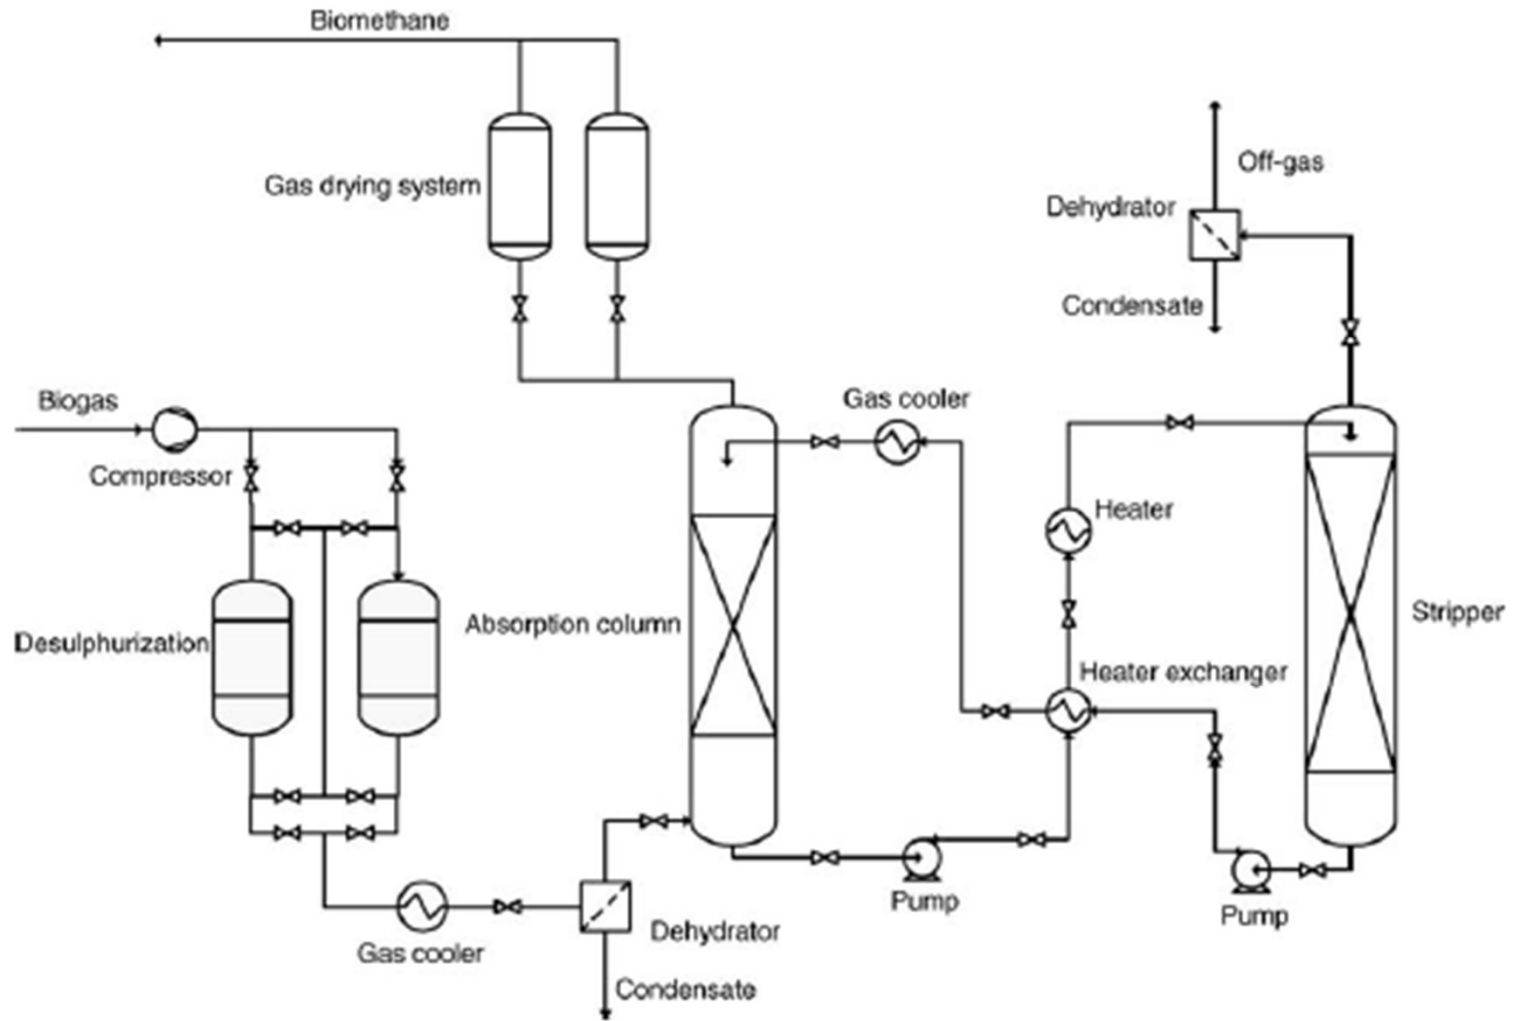 Biomethane
Gas drying system
Off-gas
Dehydrator
Condensate
Biogas
Compressor
Gas cooler
Heater
Desulphurization
Absorption column
Stripper
Heater exchanger
Pump
Pump
Dehydrator
Gas cooler
Condensate